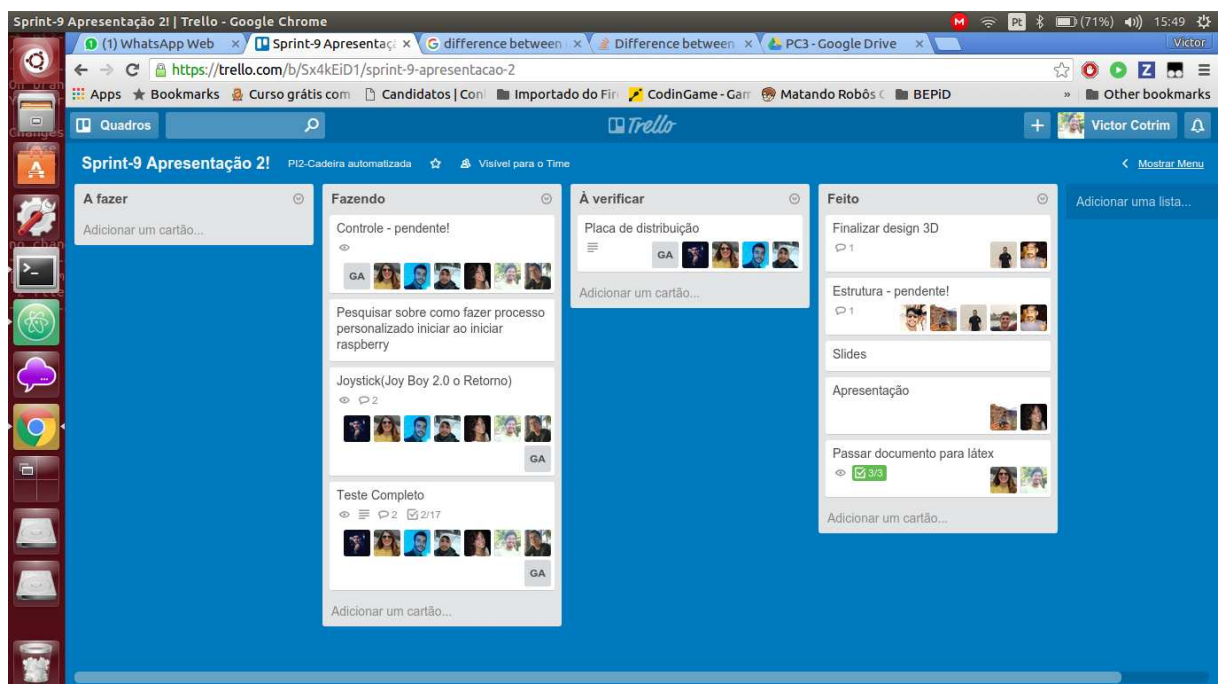 Sprint-9 Apresentação 2! | Trello - Google Chrome
M Pt (71%) 15:49
(1) WhatsApp Web
Sprint-9 Apresentaçã
difference between
Difference between
PC3 - Google Drive
Victor
https://trello.com/b/Sx4kEiD1/sprint-9-apresentacao-2
Apps Bookmarks Curso grátis com Candidatos | Con Importado do Fir CodinGame - Gam Matando Robôs BEPiD » Other bookmarks
Quadros
Trello
Victor Cotrim
Sprint-9 Apresentação 2! PI2-Cadeira automatizada Visível para o Time
Mostrar Menu
A fazer
Adicionar um cartão...
Fazendo
Controle - pendente!
GA
Pesquisar sobre como fazer processo
personalizado iniciar ao iniciar
raspberry
Joystick(Joy Boy 2.0 o Retorno)
2
GA
Teste Completo
2 2/17
GA
Adicionar um cartão...
À verificar
Placa de distribuição
GA
Adicionar um cartão...
Feito
Finalizar design 3D
1
Estrutura - pendente!
1
Slides
Apresentação
Passar documento para látex
3/3
Adicionar um cartão...
Adicionar uma lista...